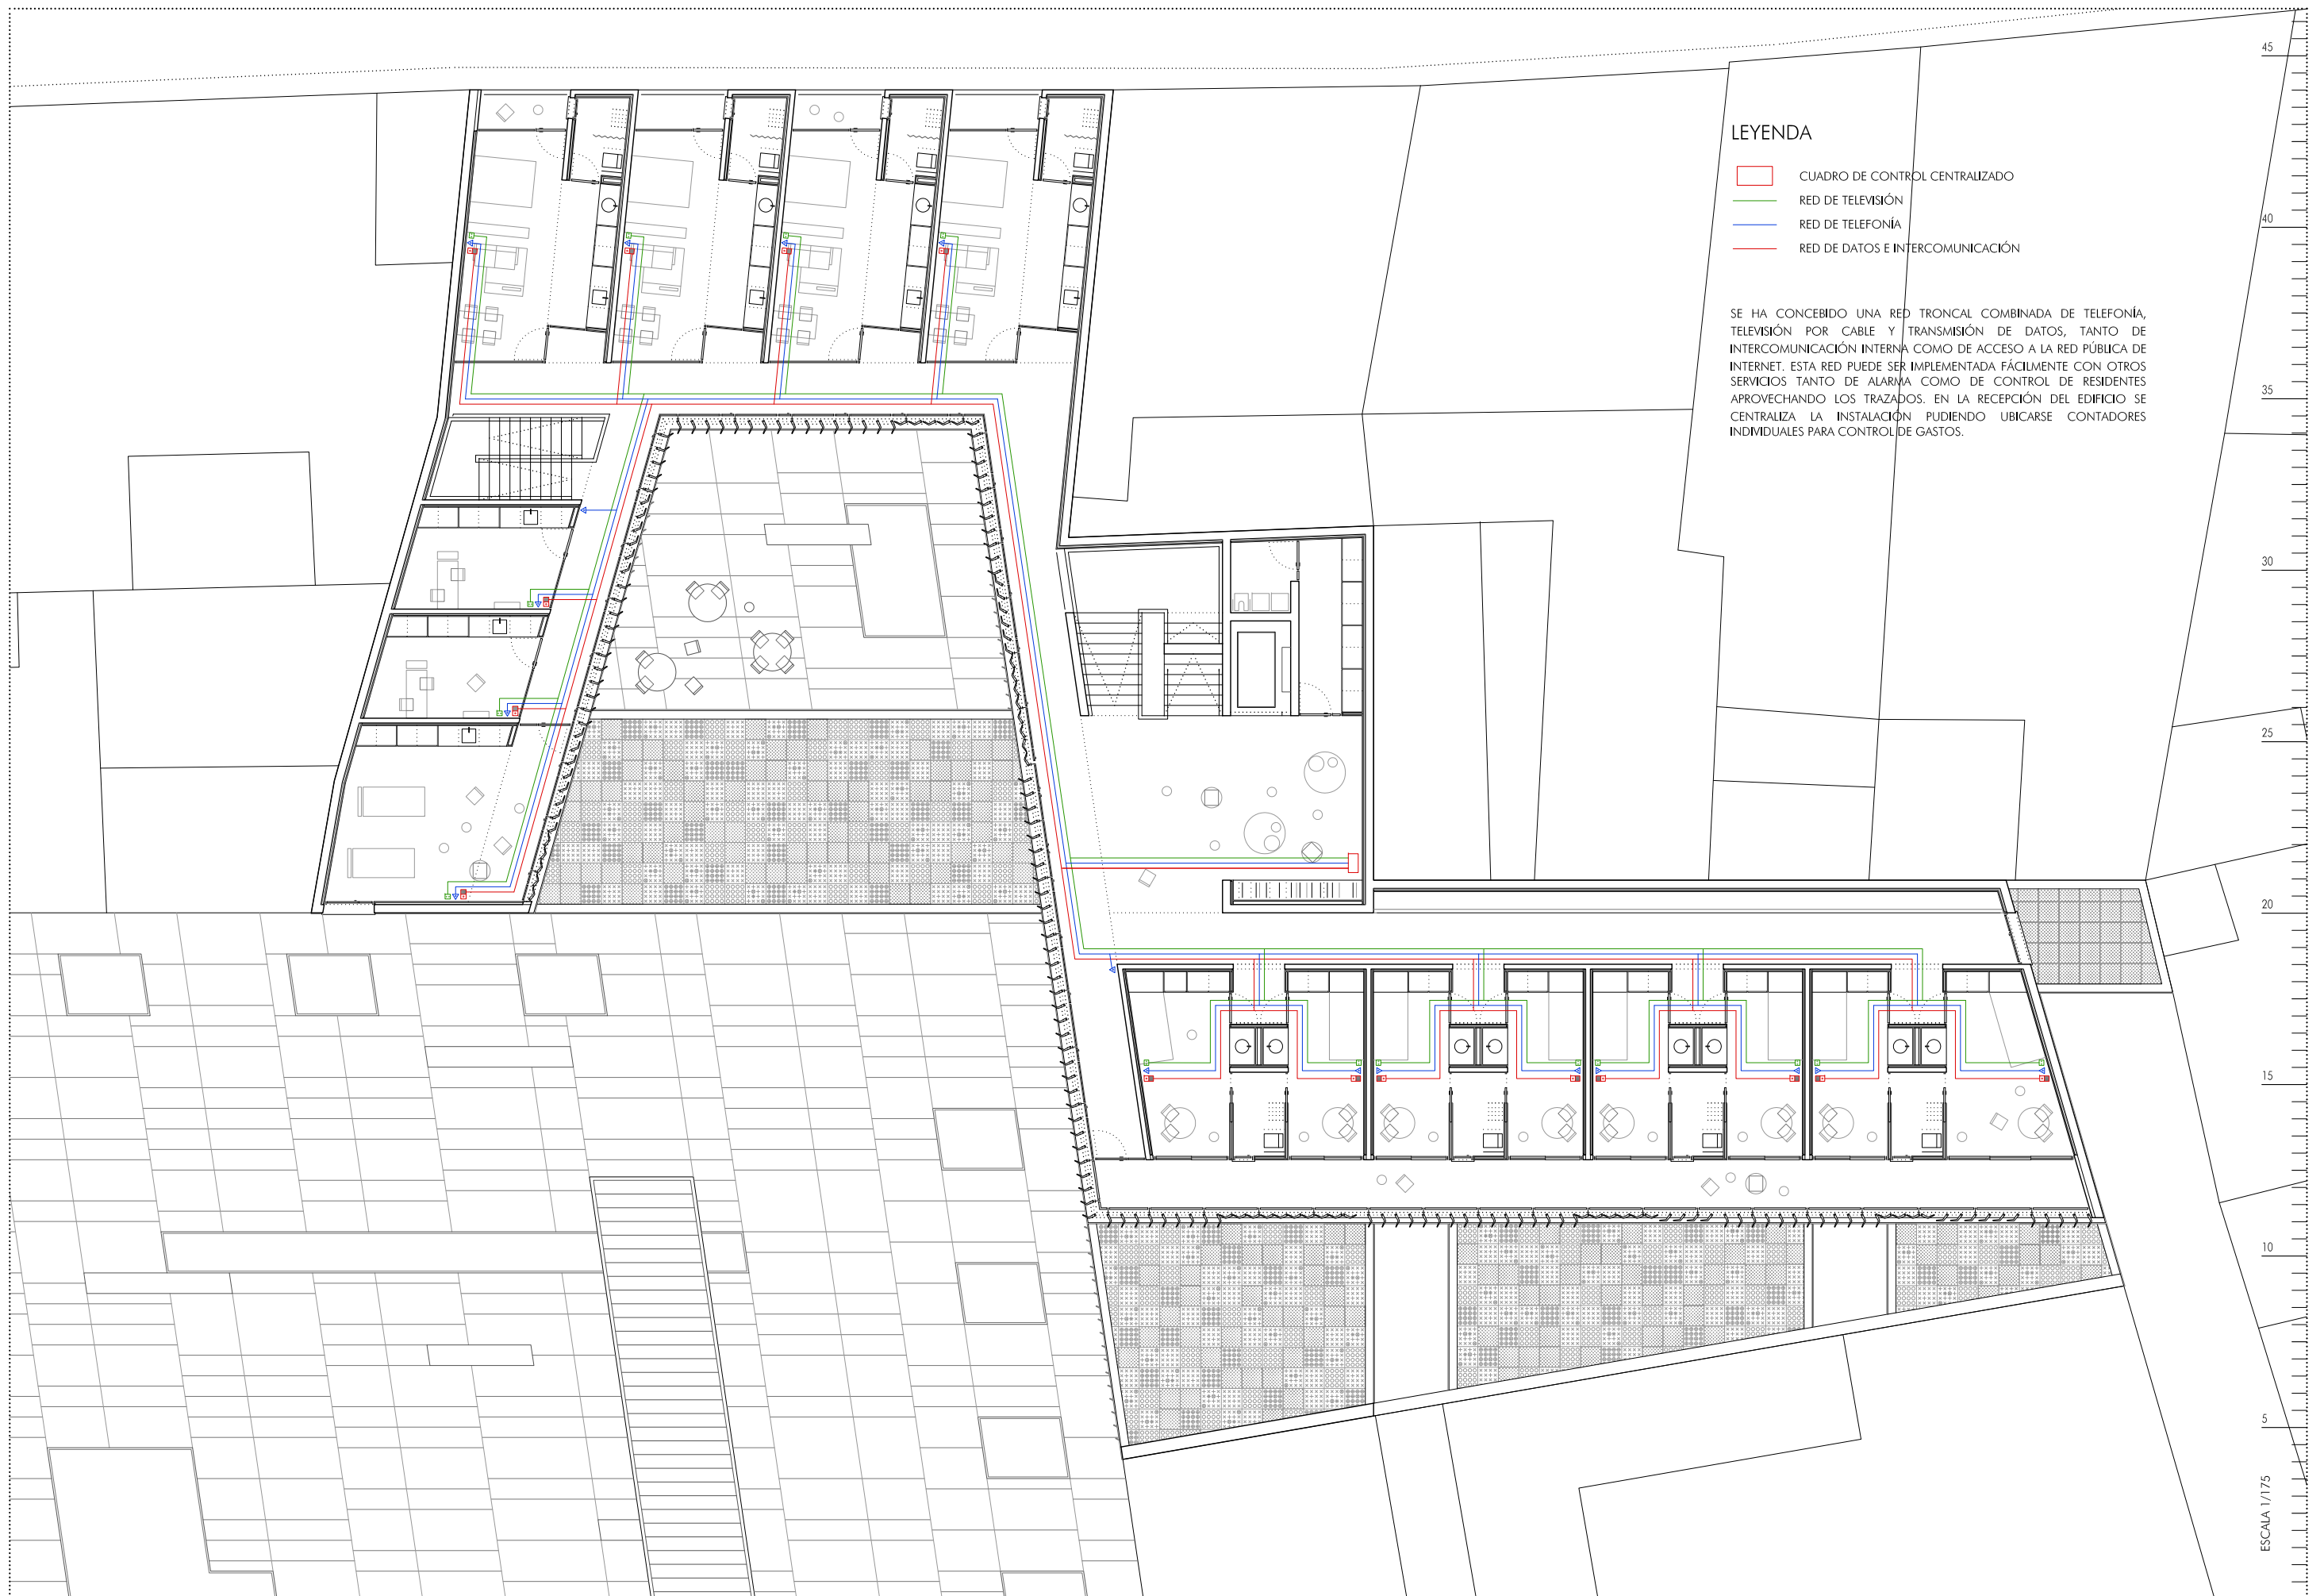 LEYENDA
CUADRO DE CONTROL CENTRALIZADO
RED DE TELEVISIÓN
RED DE TELEFONÍA
RED DE DATOS E INTERCOMUNICACIÓN
SE HA CONCEBIDO UNA RED TRONCAL COMBINADA DE TELEFONÍA,
TELEVISIÓN POR CABLE Y TRANSMISIÓN DE DATOS, TANTO DE
INTERCOMUNICACIÓN INTERNA COMO DE ACCESO A LA RED PÚBLICA DE
INTERNET. ESTA RED PUEDE SER IMPLEMENTADA FÁCILMENTE CON OTROS
SERVICIOS TANTO DE ALARMA COMO DE CONTROL DE RESIDENTES
APROVECHANDO LOS TRAZADOS. EN LA RECEPCIÓN DEL EDIFICIO SE
CENTRALIZA LA INSTALACIÓN PUDIENDO UBICARSE CONTADORES
INDIVIDUALES PARA CONTROL DE GASTOS.
45
40
35
30
25
20
15
10
5
ESCALA 1/175